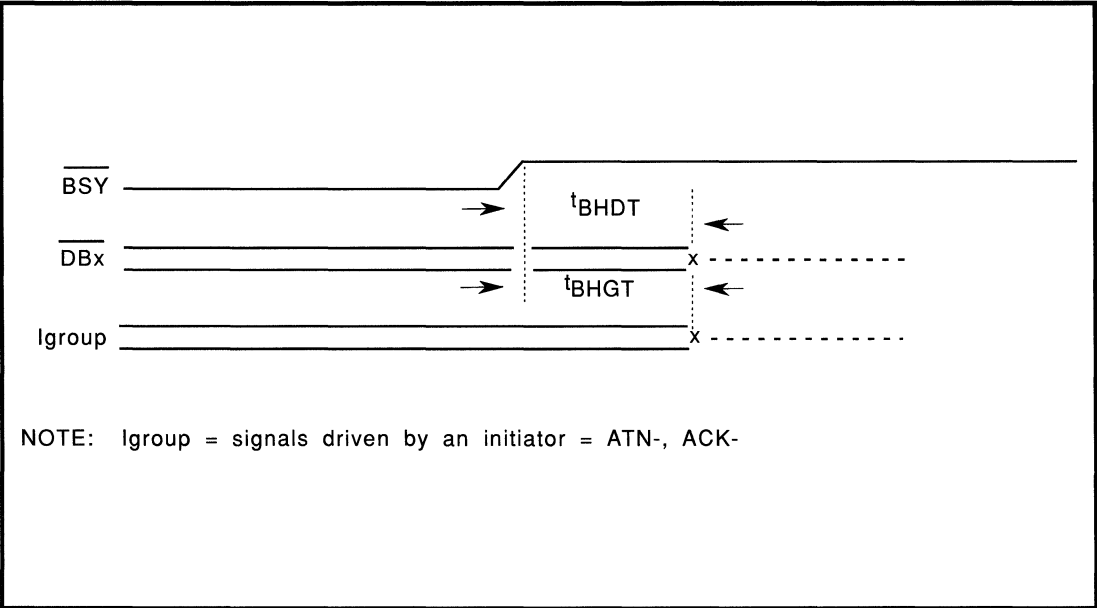 BSY
tBHDT
DBx
x
tBHGT
Igroup
x
NOTE: Igroup = signals driven by an initiator = ATN-, ACK-